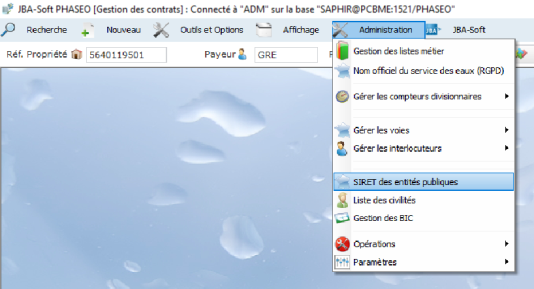 JBA-Soft PHASEO [Gestion des contrats] : Connecté à "ADM" sur la base "SAPHIR@PCBME:1521/PHASEO"
Recherche Nouveau Outils et Options Affichage Administration JBA JBA-Soft
Réf. Propriété 5640119501 Payeur GRE
Gestion des listes métier
Nom officiel du service des eaux (RGPD)
Gérer les compteurs divisionnaires
Gérer les voies
Gérer les interlocuteurs
SIRET des entités publiques
Liste des civilités
Gestion des BIC
Opérations
Paramètres